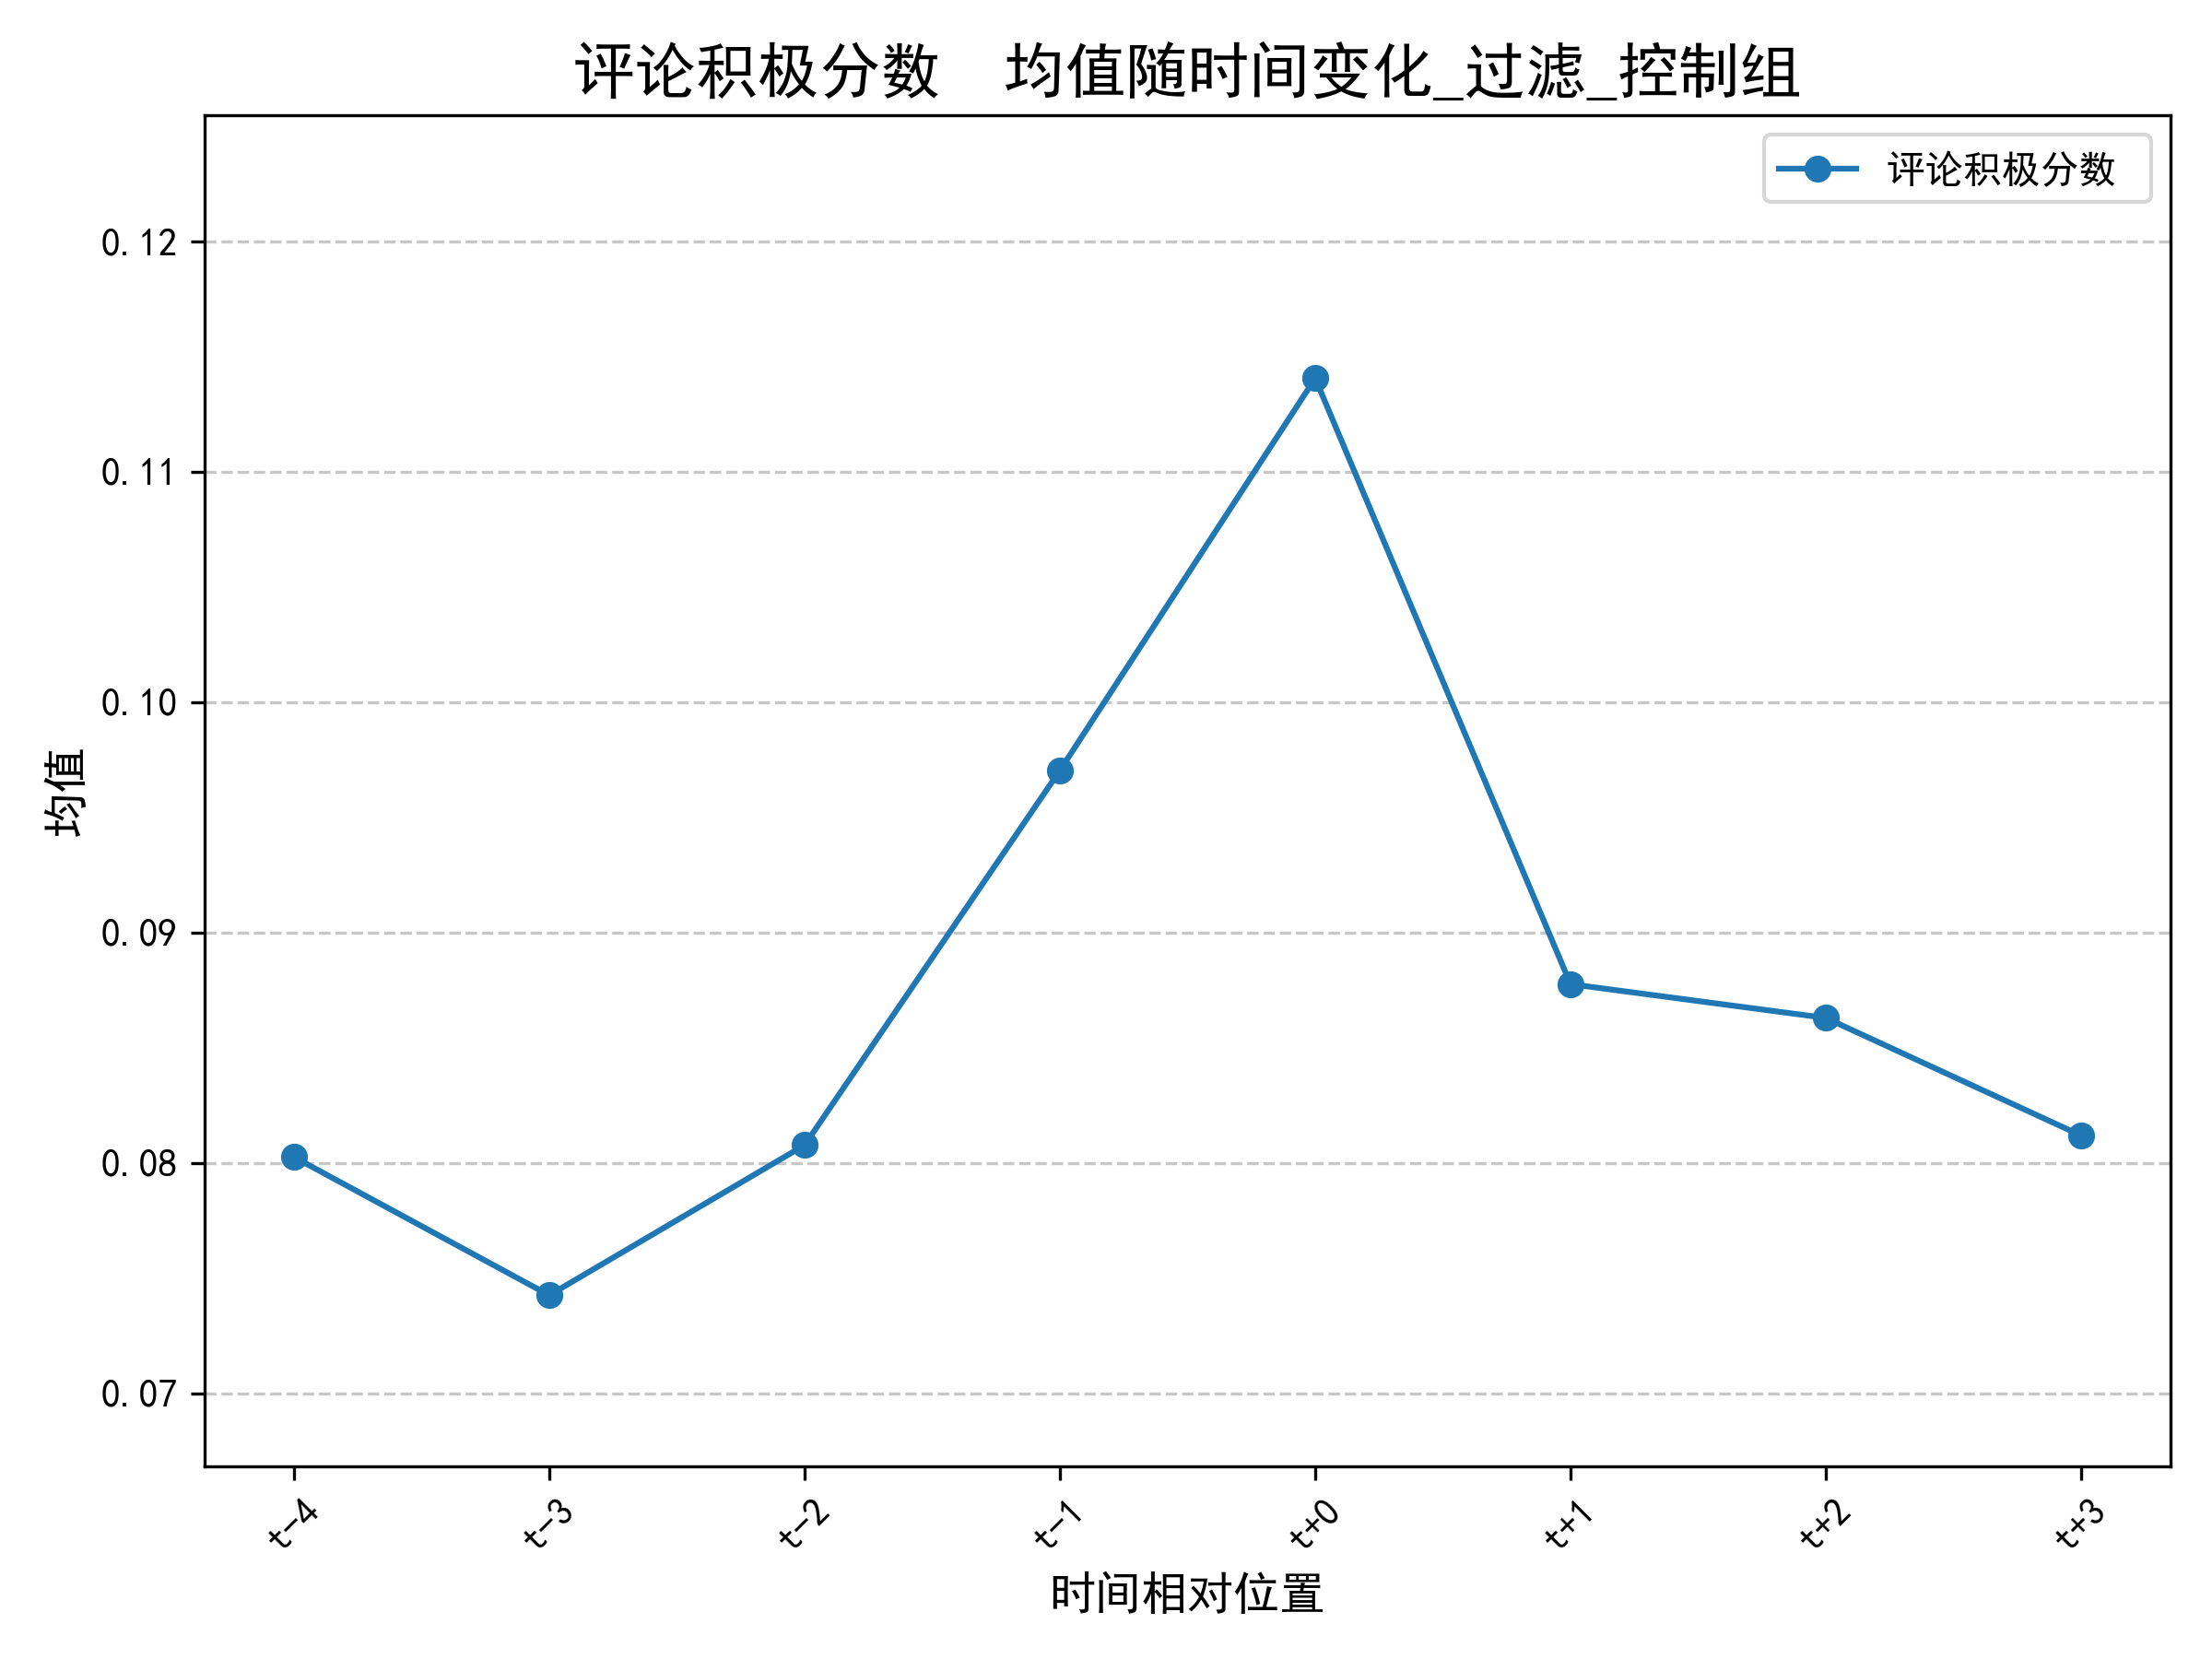 评论积极分数 均值随时间变化_过滤_控制组
评论积极分数
0.12
0.11
0.10
0.09
0.08
0.07
均值
t-4
t-3
t-2
t-1
t+0
t+1
t+2
t+3
时间相对位置